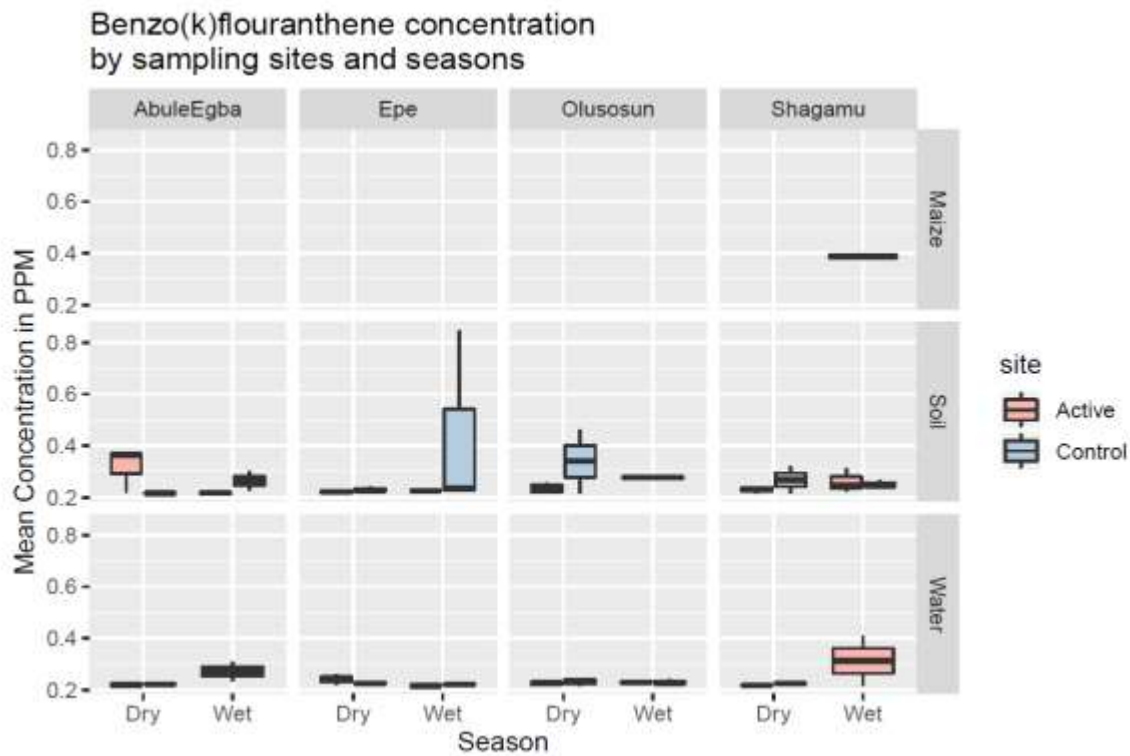 Benzo(k)flouranthene concentration
by sampling sites and seasons
AbuleEgba Epe Olusosun Shagamu
Mean Concentration in PPM
0.8
0.6
0.4
0.2
Maize
0.8
0.6
0.4
0.2
Soil
0.8
0.6
0.4
0.2
Water
Dry Wet Dry Wet Dry Wet Dry Wet
Season
site
Active
Control